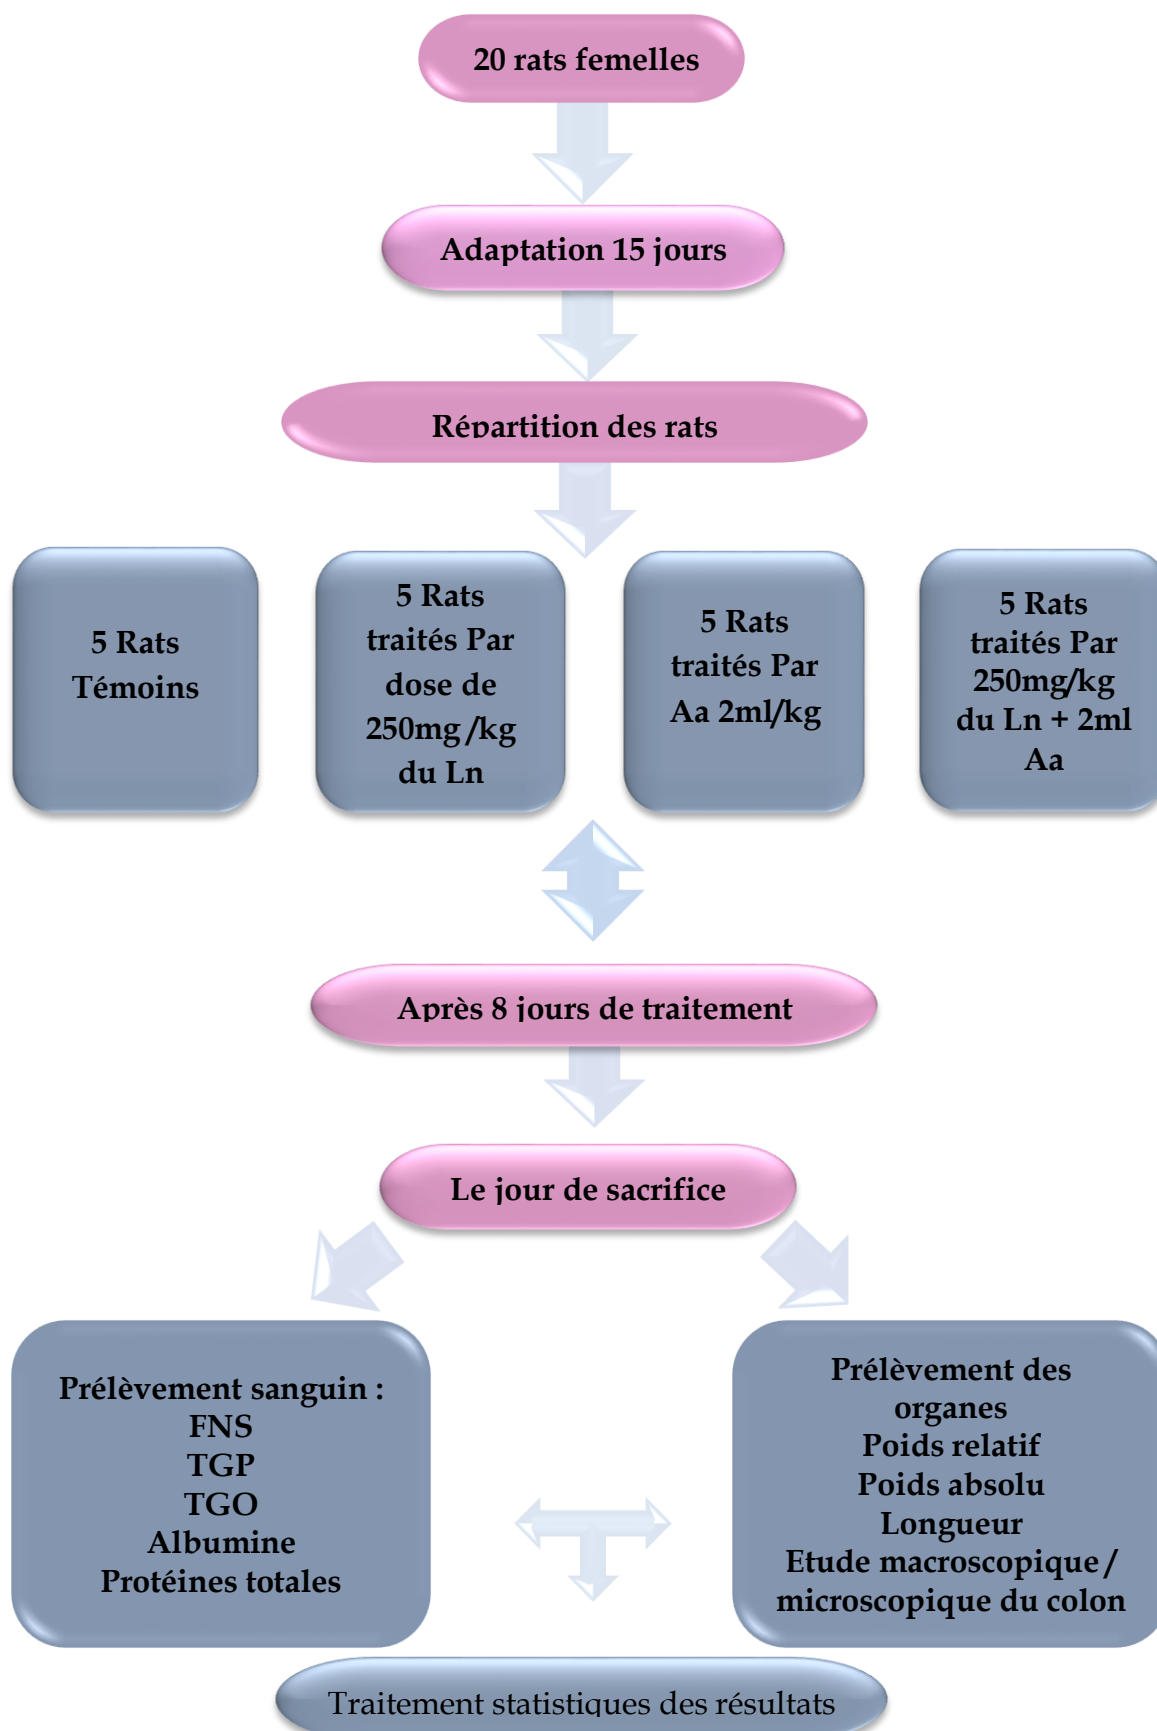 20 rats femelles
Adaptation 15 jours
Répartition des rats
5 Rats
Témoins
5 Rats
traités Par
dose de
250mg /kg
du Ln
5 Rats
traités Par
Aa 2ml/kg
5 Rats
traités Par
250mg/kg
du Ln + 2ml
Aa
Après 8 jours de traitement
Le jour de sacrifice
Prélèvement sanguin :
FNS
TGP
TGO
Albumine
Protéines totales
Prélèvement des
organes
Poids relatif
Poids absolu
Longueur
Etude macroscopique /
microscopique du colon
Traitement statistiques des résultats